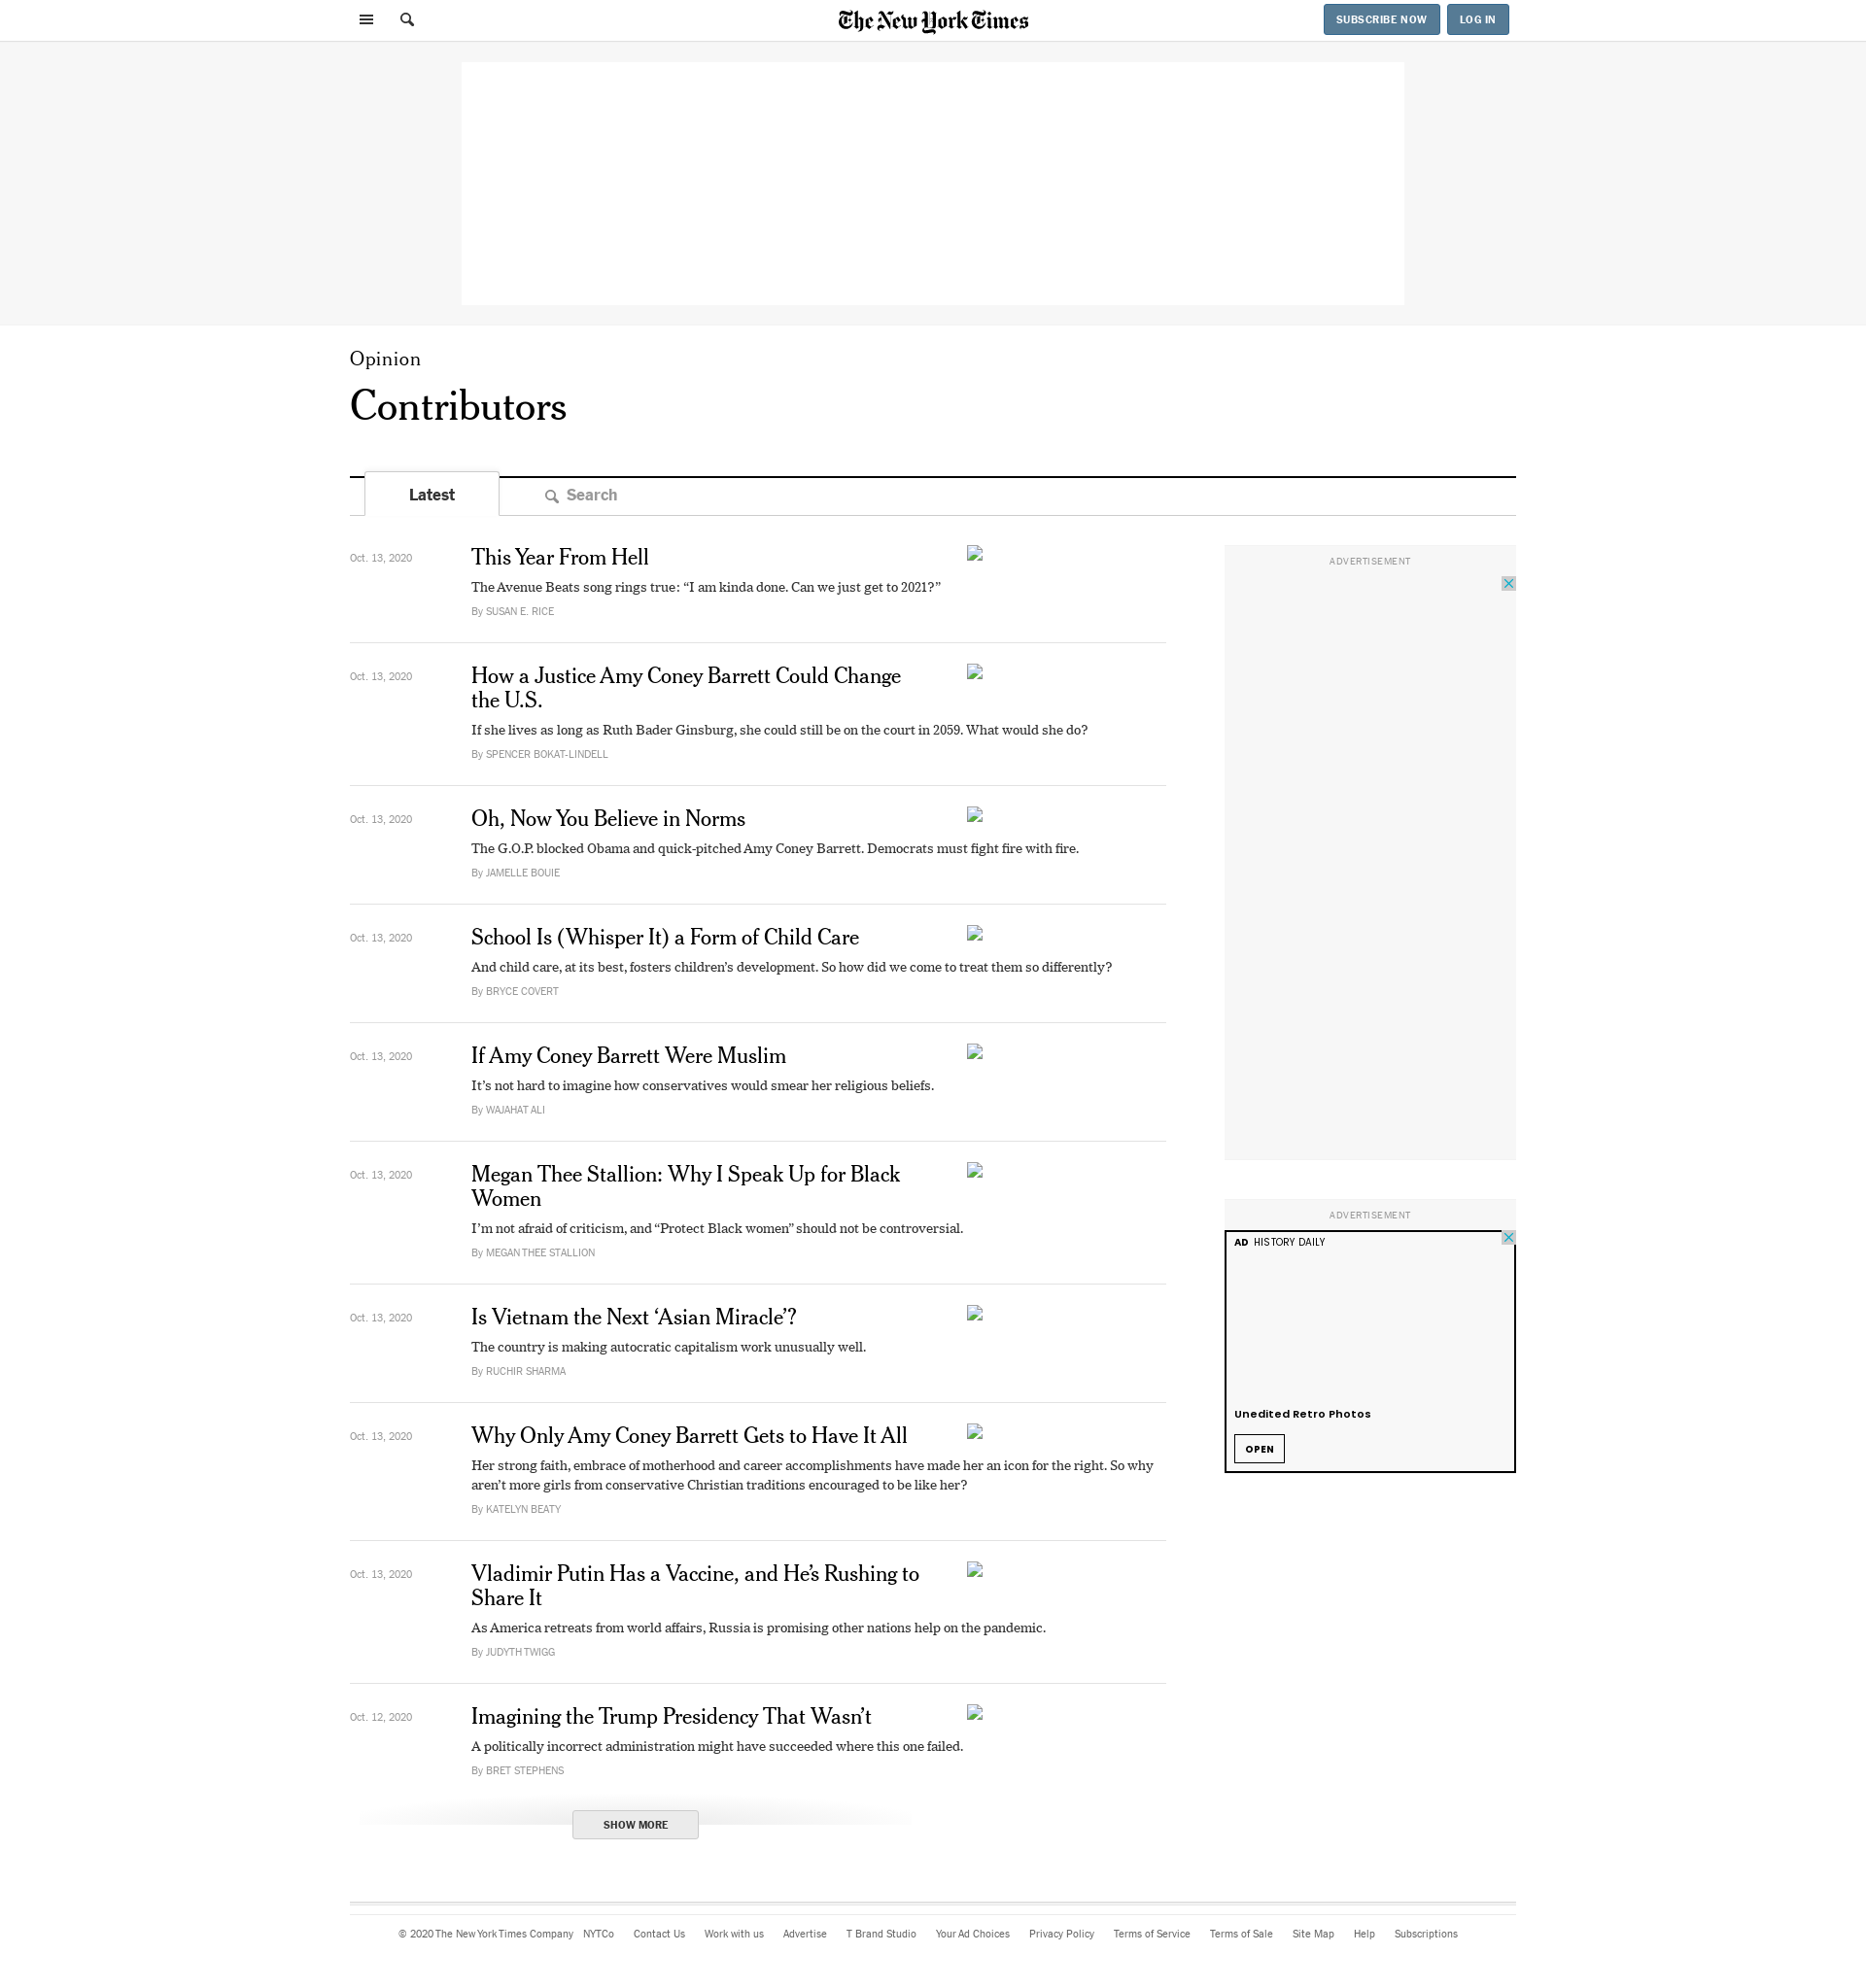 The New York Times
SUBSCRIBE NOW
LOG IN
Opinion
Contributors
Latest
Search
Oct. 13, 2020
This Year From Hell
The Avenue Beats song rings true: “I am kinda done. Can we just get to 2021?”
By SUSAN E. RICE
Oct. 13, 2020
How a Justice Amy Coney Barrett Could Change
the U.S.
If she lives as long as Ruth Bader Ginsburg, she could still be on the court in 2059. What would she do?
By SPENCER BOKAT-LINDELL
Oct. 13, 2020
Oh, Now You Believe in Norms
The G.O.P. blocked Obama and quick-pitched Amy Coney Barrett. Democrats must fight fire with fire.
By JAMELLE BOUIE
Oct. 13, 2020
School Is (Whisper It) a Form of Child Care
And child care, at its best, fosters children’s development. So how did we come to treat them so differently?
By BRYCE COVERT
Oct. 13, 2020
If Amy Coney Barrett Were Muslim
It’s not hard to imagine how conservatives would smear her religious beliefs.
By WAJAHAT ALI
Oct. 13, 2020
Megan Thee Stallion: Why I Speak Up for Black
Women
I’m not afraid of criticism, and “Protect Black women” should not be controversial.
By MEGAN THEE STALLION
Oct. 13, 2020
Is Vietnam the Next ‘Asian Miracle’?
The country is making autocratic capitalism work unusually well.
By RUCHIR SHARMA
Oct. 13, 2020
Why Only Amy Coney Barrett Gets to Have It All
Her strong faith, embrace of motherhood and career accomplishments have made her an icon for the right. So why
aren’t more girls from conservative Christian traditions encouraged to be like her?
By KATELYN BEATY
Oct. 13, 2020
Vladimir Putin Has a Vaccine, and He’s Rushing to
Share It
As America retreats from world affairs, Russia is promising other nations help on the pandemic.
By JUDYTH TWIGG
Oct. 12, 2020
Imagining the Trump Presidency That Wasn’t
A politically incorrect administration might have succeeded where this one failed.
By BRET STEPHENS
SHOW MORE
ADVERTISEMENT
ADVERTISEMENT
AD HISTORY DAILY
Unedited Retro Photos
OPEN
© 2020 The New York Times Company NYTCo Contact Us Work with us Advertise T Brand Studio Your Ad Choices Privacy Policy Terms of Service Terms of Sale Site Map Help Subscriptions